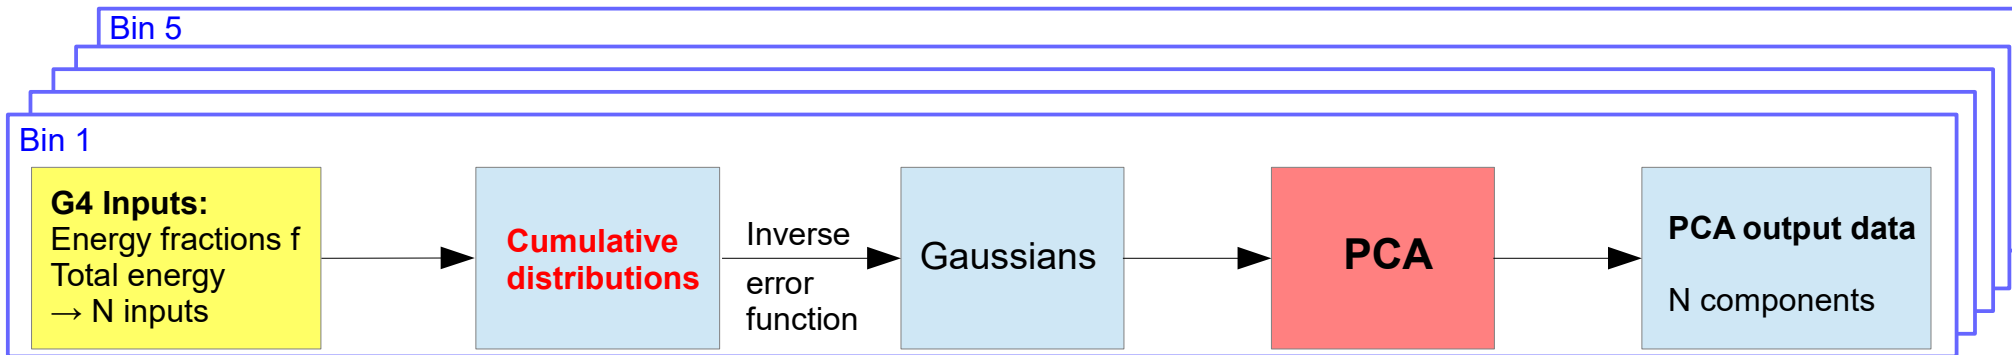 Bin 5
Bin 1
G4 Inputs:
Energy fractions f
Total energy
→ N inputs
Cumulative
distributions
Inverse
error
function
Gaussians
PCA
PCA output data
N components